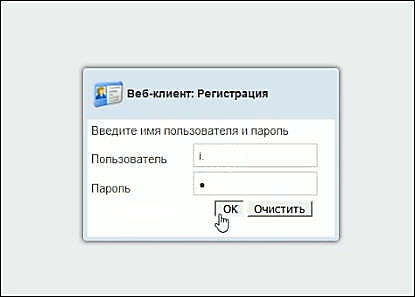 Веб-клиент: Регистрация
Введите имя пользователя и пароль
Пользователь
i.
Пароль
●
OK
Очистить